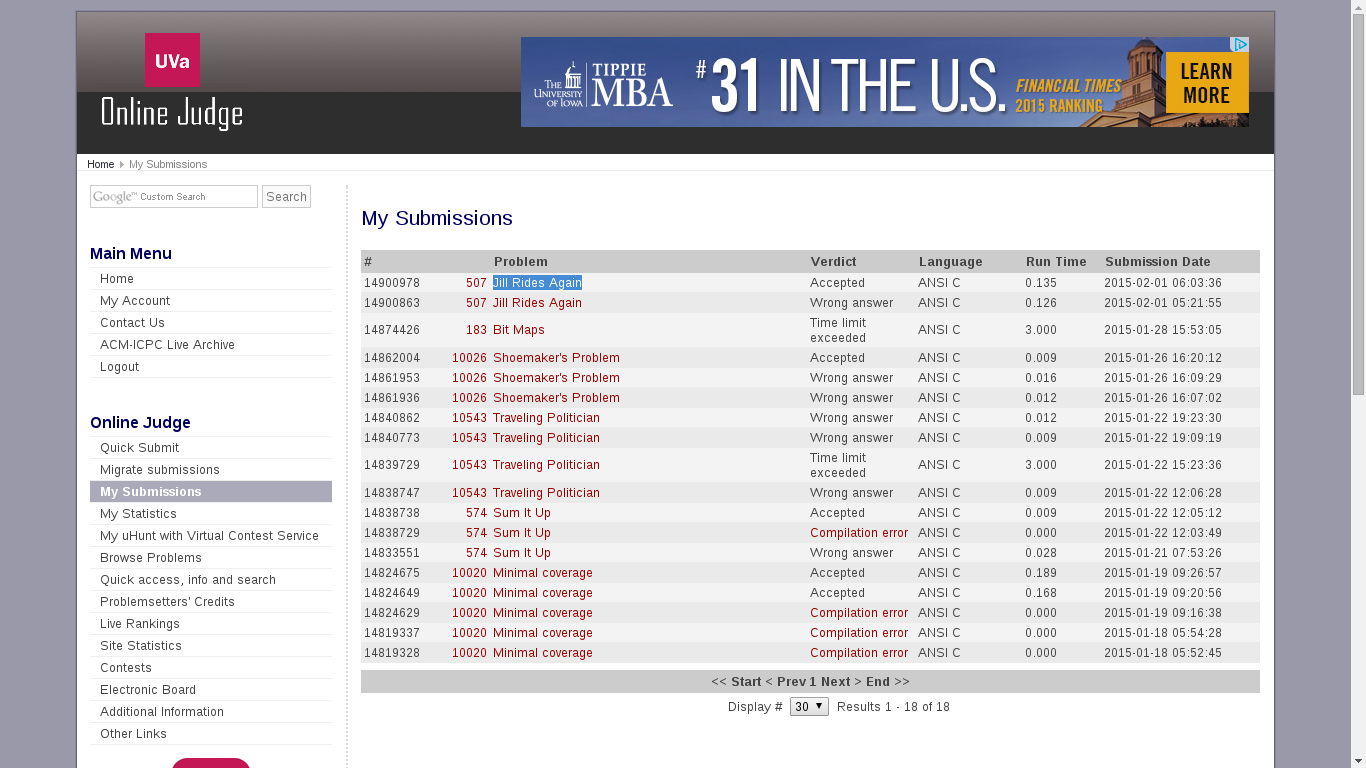 UVa
Online Judge
THE UNIVERSITY OF IOWA TIPPIE MBA #31 IN THE U.S. FINANCIAL TIMES 2015 RANKING LEARN MORE
Home My Submissions
Google™ Custom Search Search
Main Menu
Home
My Account
Contact Us
ACM-ICPC Live Archive
Logout
Online Judge
Quick Submit
Migrate submissions
My Submissions
My Statistics
My uHunt with Virtual Contest Service
Browse Problems
Quick access, info and search
Problemsetters' Credits
Live Rankings
Site Statistics
Contests
Electronic Board
Additional Information
Other Links
My Submissions
# Problem Verdict Language Run Time Submission Date
14900978 507 Jill Rides Again Accepted ANSI C 0.135 2015-02-01 06:03:36
14900863 507 Jill Rides Again Wrong answer ANSI C 0.126 2015-02-01 05:21:55
14874426 183 Bit Maps Time limit exceeded ANSI C 3.000 2015-01-28 15:53:05
14862004 10026 Shoemaker's Problem Accepted ANSI C 0.009 2015-01-26 16:20:12
14861953 10026 Shoemaker's Problem Wrong answer ANSI C 0.016 2015-01-26 16:09:29
14861936 10026 Shoemaker's Problem Wrong answer ANSI C 0.012 2015-01-26 16:07:02
14840862 10543 Traveling Politician Wrong answer ANSI C 0.012 2015-01-22 19:23:30
14840773 10543 Traveling Politician Wrong answer ANSI C 0.009 2015-01-22 19:09:19
14839729 10543 Traveling Politician Time limit exceeded ANSI C 3.000 2015-01-22 15:23:36
14838747 10543 Traveling Politician Wrong answer ANSI C 0.009 2015-01-22 12:06:28
14838738 574 Sum It Up Accepted ANSI C 0.009 2015-01-22 12:05:12
14838729 574 Sum It Up Compilation error ANSI C 0.000 2015-01-22 12:03:49
14833551 574 Sum It Up Wrong answer ANSI C 0.028 2015-01-21 07:53:26
14824675 10020 Minimal coverage Accepted ANSI C 0.189 2015-01-19 09:26:57
14824649 10020 Minimal coverage Accepted ANSI C 0.168 2015-01-19 09:20:56
14824629 10020 Minimal coverage Compilation error ANSI C 0.000 2015-01-19 09:16:38
14819337 10020 Minimal coverage Compilation error ANSI C 0.000 2015-01-18 05:54:28
14819328 10020 Minimal coverage Compilation error ANSI C 0.000 2015-01-18 05:52:45
<< Start < Prev 1 Next > End >>
Display # 30 Results 1 - 18 of 18